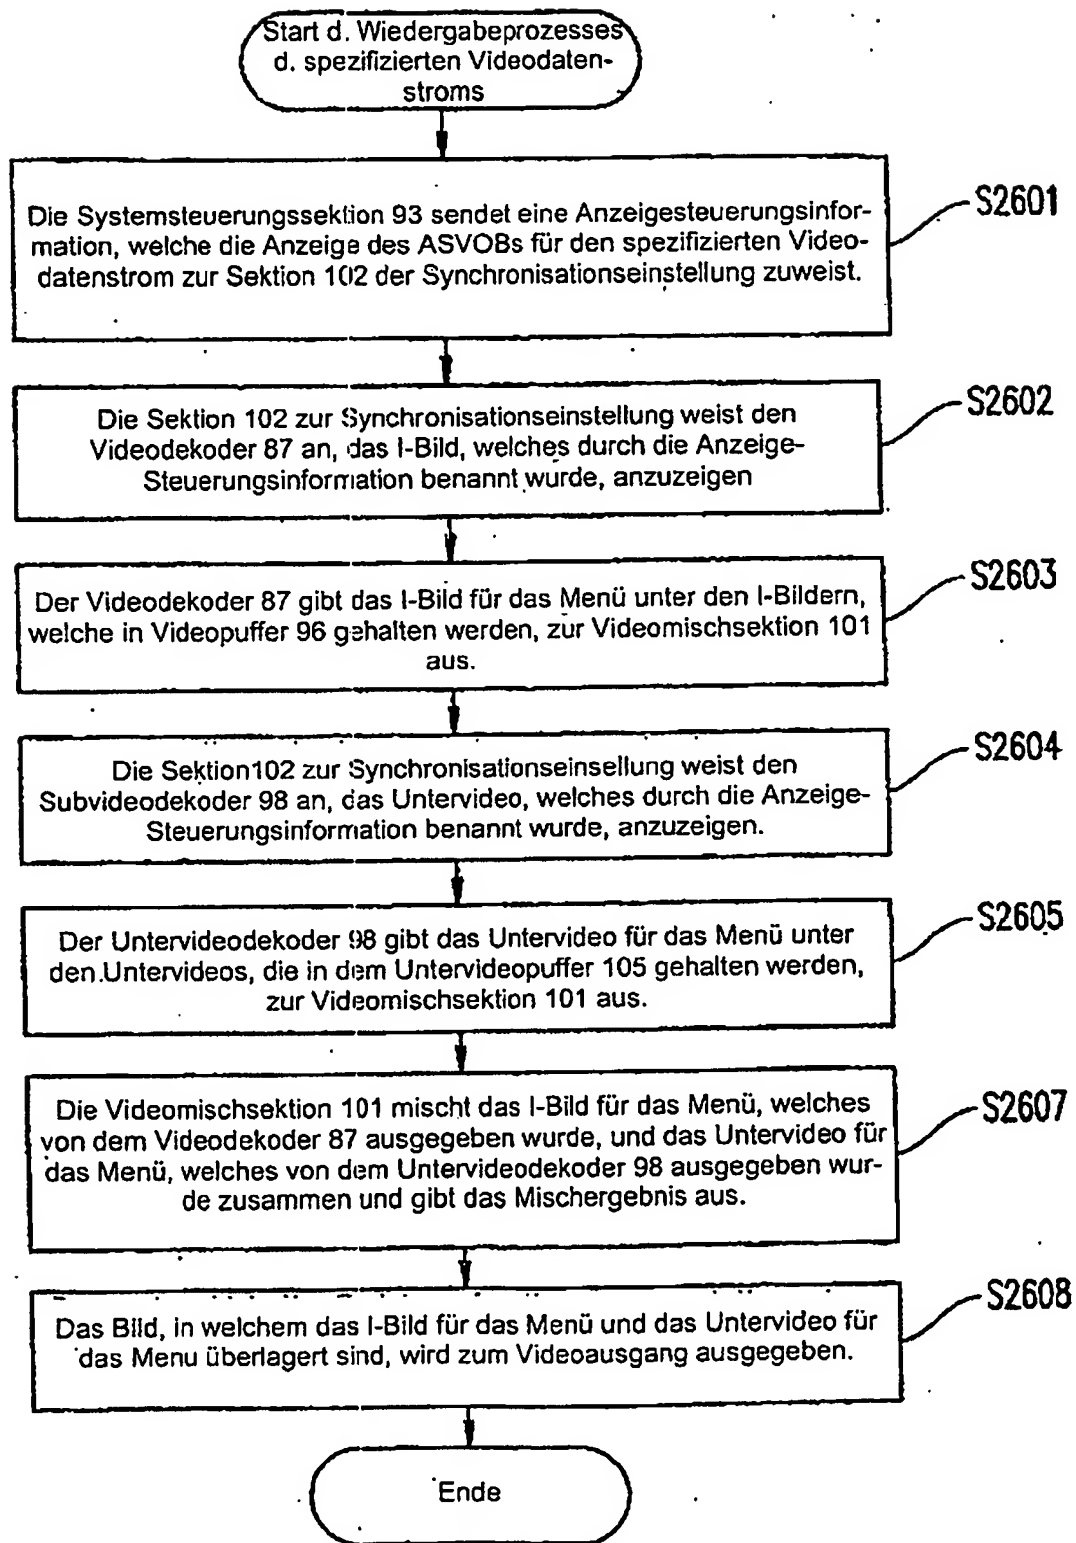 Start d. Wiedergabeprozesses
d. spezifizierten Videodaten-
stroms
Die Systemsteuerungssektion 93 sendet eine Anzeigesteuerungsinfor-
mation, welche die Anzeige des ASVOBs für den spezifizierten Video-
datenstrom zur Sektion 102 der Synchronisationseinstellung zuweist.
S2601
Die Sektion 102 zur Synchronisationseinstellung weist den
Videodekoder 87 an, das I-Bild, welches durch die Anzeige-
Steuerungsinformation benannt wurde, anzuzeigen
S2602
Der Videodekoder 87 gibt das I-Bild für das Menü unter den I-Bildern,
welche in Videopuffer 96 gehalten werden, zur Videomischsektion 101
aus.
S2603
Die Sektion102 zur Synchronisationseinsellung weist den
Subvideodekoder 98 an, das Untervideo, welches durch die Anzeige-
Steuerungsinformation benannt wurde, anzuzeigen.
S2604
Der Untervideodekoder 98 gibt das Untervideo für das Menü unter
den Untervideos, die in dem Untervideopuffer 105 gehalten werden,
zur Videomischsektion 101 aus.
S2605
Die Videomischsektion 101 mischt das I-Bild für das Menü, welches
von dem Videodekoder 87 ausgegeben wurde, und das Untervideo für
das Menü, welches von dem Untervideodekoder 98 ausgegeben wur-
de zusammen und gibt das Mischergebnis aus.
S2607
Das Bild, in welchem das I-Bild für das Menü und das Untervideo für
das Menu überlagert sind, wird zum Videoausgang ausgegeben.
S2608
Ende